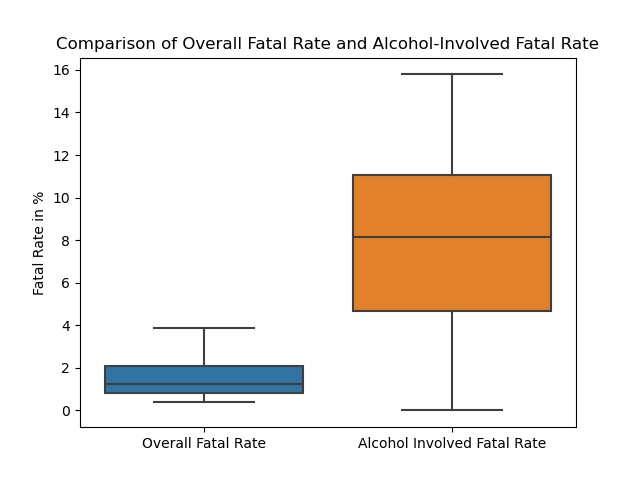 Comparison of Overall Fatal Rate and Alcohol-Involved Fatal Rate
Fatal Rate in %
16
14
12
10
8
6
4
2
0
Overall Fatal Rate
Alcohol Involved Fatal Rate